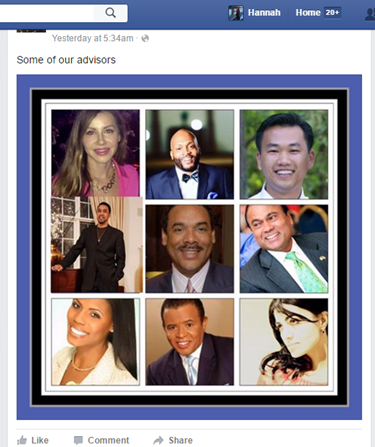 Hannah Home 20+
Yesterday at 5:34am ·
Some of our advisors
Like Comment Share